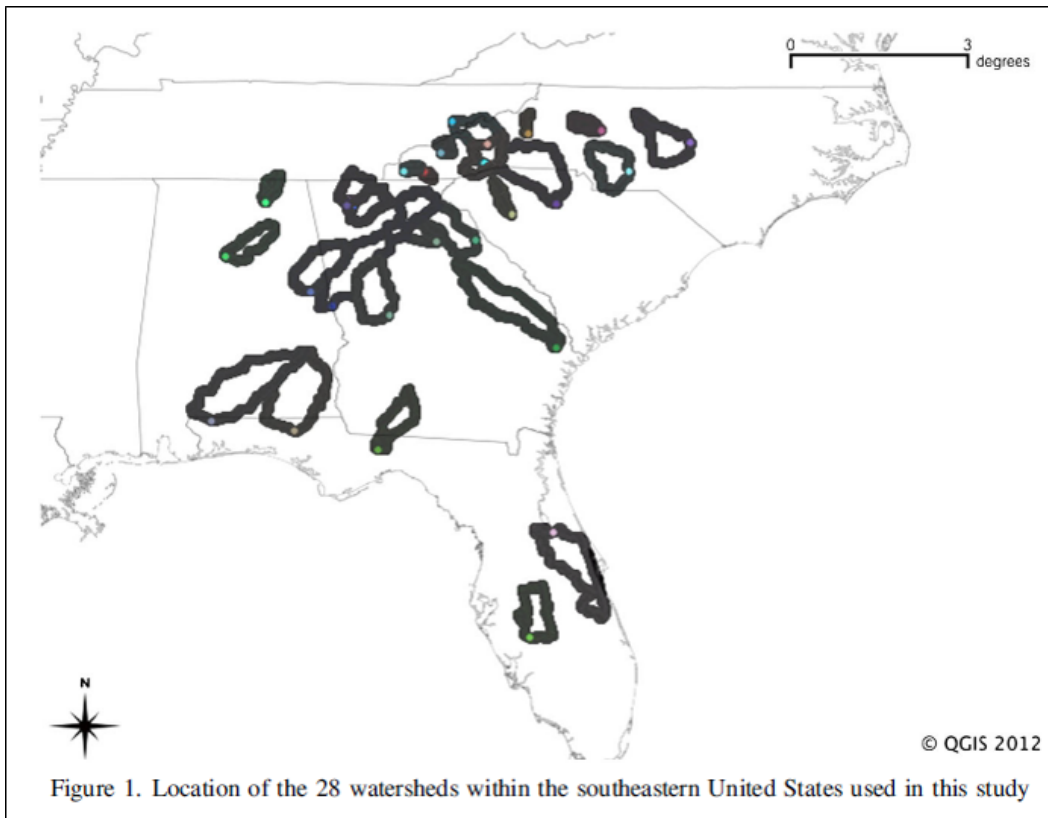 0 3
degrees
N
© QGIS 2012
Figure 1. Location of the 28 watersheds within the southeastern United States used in this study